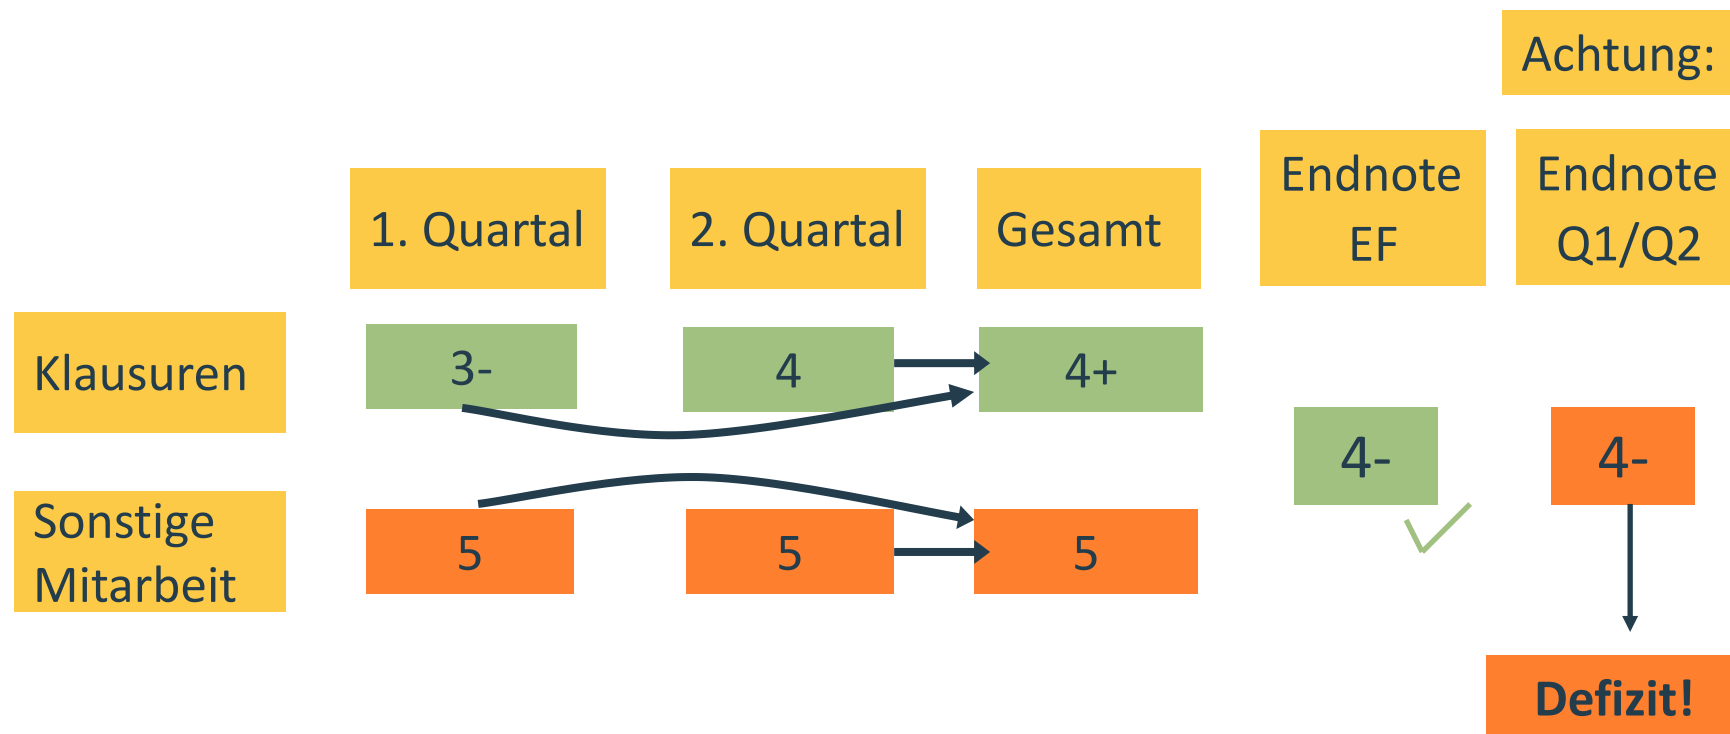 Achtung:
Endnote
EF
Endnote
Q1/Q2
1. Quartal
2. Quartal
Gesamt
Klausuren
3-
4
4+
4-
4-
Sonstige
Mitarbeit
5
5
5
Defizit!